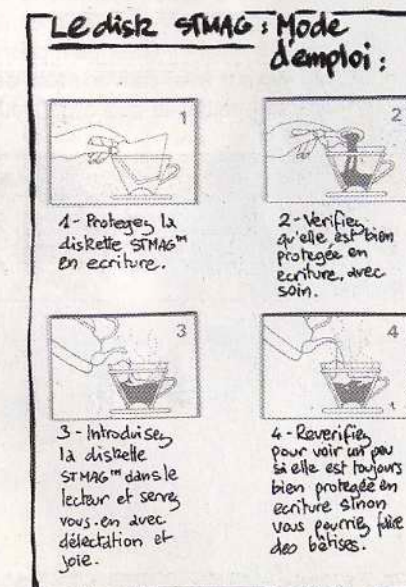 Le disk STMAG : Mode
d'emploi :
1
1 - Protegez la
diskette STMAG™
en ecriture.
2
2 - Verifiez
qu'elle est bien
protegée en
ecriture, avec
soin.
3
3 - Introduisez
la diskette
STMAG™ dans le
lecteur et servez
vous-en avec
délectation et
joie.
4
4 - Reverifiez
pour voir un peu
si elle est toujours
bien protegée en
ecriture sinon
vous pourriez faire
des bêtises.